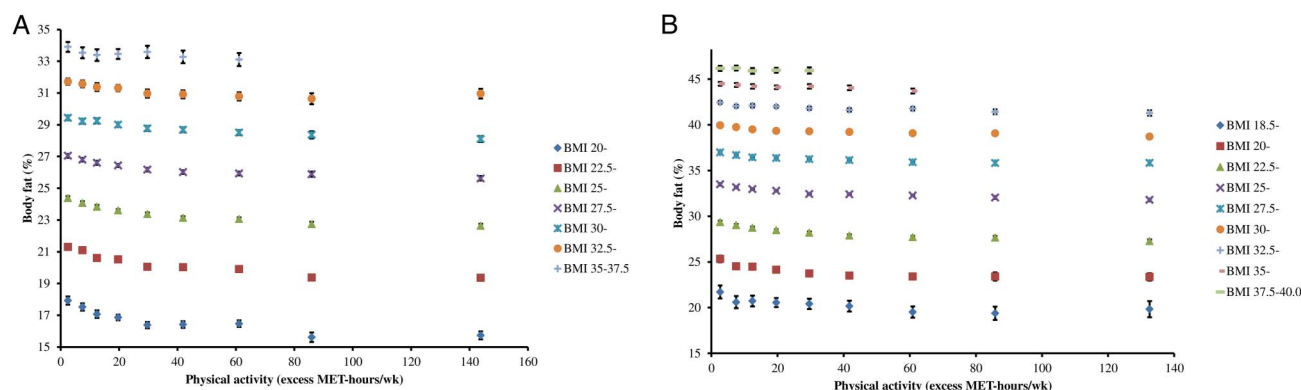 A
35
33
31
29
27
25
23
21
19
17
15
Body fat (%)
0 20 40 60 80 100 120 140 160
Physical activity (excess MET-hours/wk)
BMI 20-
BMI 22.5-
BMI 25-
BMI 27.5-
BMI 30-
BMI 32.5-
BMI 35-37.5
B
45
40
35
30
25
20
15
Body fat (%)
0 20 40 60 80 100 120 140
Physical activity (excess MET-hours/wk)
BMI 18.5-
BMI 20-
BMI 22.5-
BMI 25-
BMI 27.5-
BMI 30-
BMI 32.5-
BMI 35-
BMI 37.5-40.0